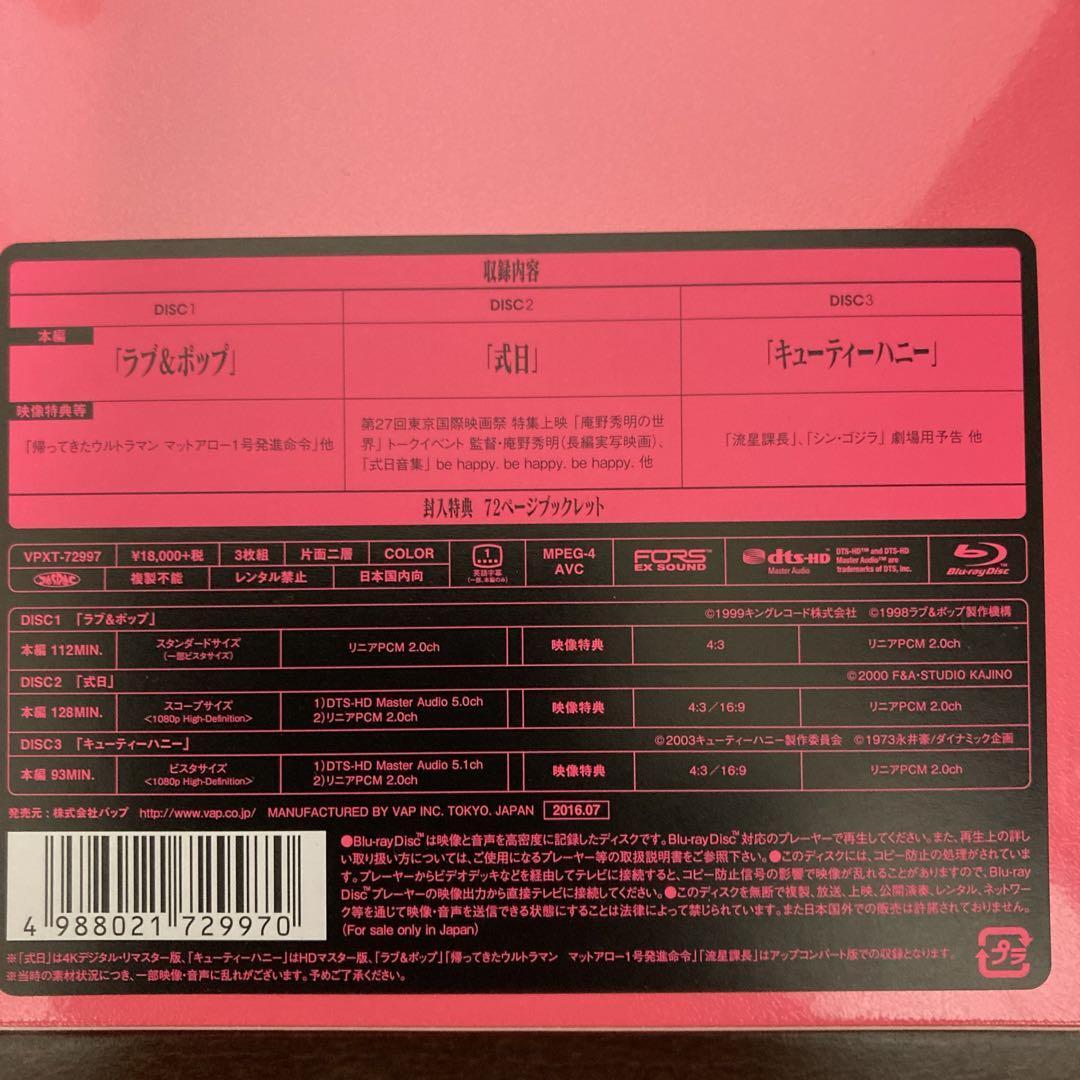 収録内容
DISC1
DISC2
DISC3
本編
「ラブ&ポップ」
「式日」
「キューティーハニー」
映像特典等
「帰ってきたウルトラマン マットアロー1号発進命令」他
第27回東京国際映画祭 特集上映 「庵野秀明の世
界」 トークイベント 監督・庵野秀明(長編実写映画)、
「式日音集」 be happy. be happy. be happy. 他
「流星課長」、「シン・ゴジラ」 劇場用予告 他
封入特典 72ページブックレット
VPXT-72997
¥18,000+税
3枚組
片面二層
COLOR
1
英語字幕
(一部、本編のみ)
MPEG-4
AVC
FORS
EX SOUND
dts-HD
Master Audio
DTS-HD™ and DTS-HD
Master Audio™ are
trademarks of DTS, Inc.
Blu-ray Disc
複製不能
レンタル禁止
日本国内向
DISC1 「ラブ&ポップ」
©1999キングレコード株式会社 ©1998ラブ&ポップ製作機構
本編 112MIN.
スタンダードサイズ
(一部ビスタサイズ)
リニアPCM 2.0ch
映像特典
4:3
リニアPCM 2.0ch
DISC2 「式日」
©2000 F&A・STUDIO KAJINO
本編 128MIN.
スコープサイズ
<1080p High-Definition>
1)DTS-HD Master Audio 5.0ch
2)リニアPCM 2.0ch
映像特典
4:3/16:9
リニアPCM 2.0ch
DISC3 「キューティーハニー」
©2003キューティーハニー製作委員会 ©1973永井豪/ダイナミック企画
本編 93MIN.
ビスタサイズ
<1080p High-Definition>
1)DTS-HD Master Audio 5.1ch
2)リニアPCM 2.0ch
映像特典
4:3/16:9
リニアPCM 2.0ch
発売元:株式会社バップ http://www.vap.co.jp/ MANUFACTURED BY VAP INC. TOKYO. JAPAN 2016.07
●Blu-ray Disc™は映像と音声を高密度に記録したディスクです。Blu-ray Disc™対応のプレーヤーで再生してください。また、再生上の詳し
い取り扱い方については、ご使用になるプレーヤー等の取扱説明書をご参照下さい。●このディスクには、コピー防止の処理がされていま
す。プレーヤーからビデオデッキなどを経由してテレビに接続すると、コピー防止信号の影響で映像が乱れることがありますので、Blu-ray
Disc™プレーヤーの映像出力から直接テレビに接続してください。●このディスクを無断で複製、放送、上映、公開演奏、レンタル、ネットワー
ク等を通じて映像・音声を送信できる状態にすることは法律によって禁じられています。また日本国外での販売は許諾されておりません。
(For sale only in Japan)
4 988021 729970
プラ
※「式日」は4Kデジタル・リマスター版、「キューティーハニー」はHDマスター版、「ラブ&ポップ」「帰ってきたウルトラマン マットアロー1号発進命令」「流星課長」はアップコンバート版での収録となります。
※当時の素材状況につき、一部映像・音声に乱れがございます。予めご了承ください。